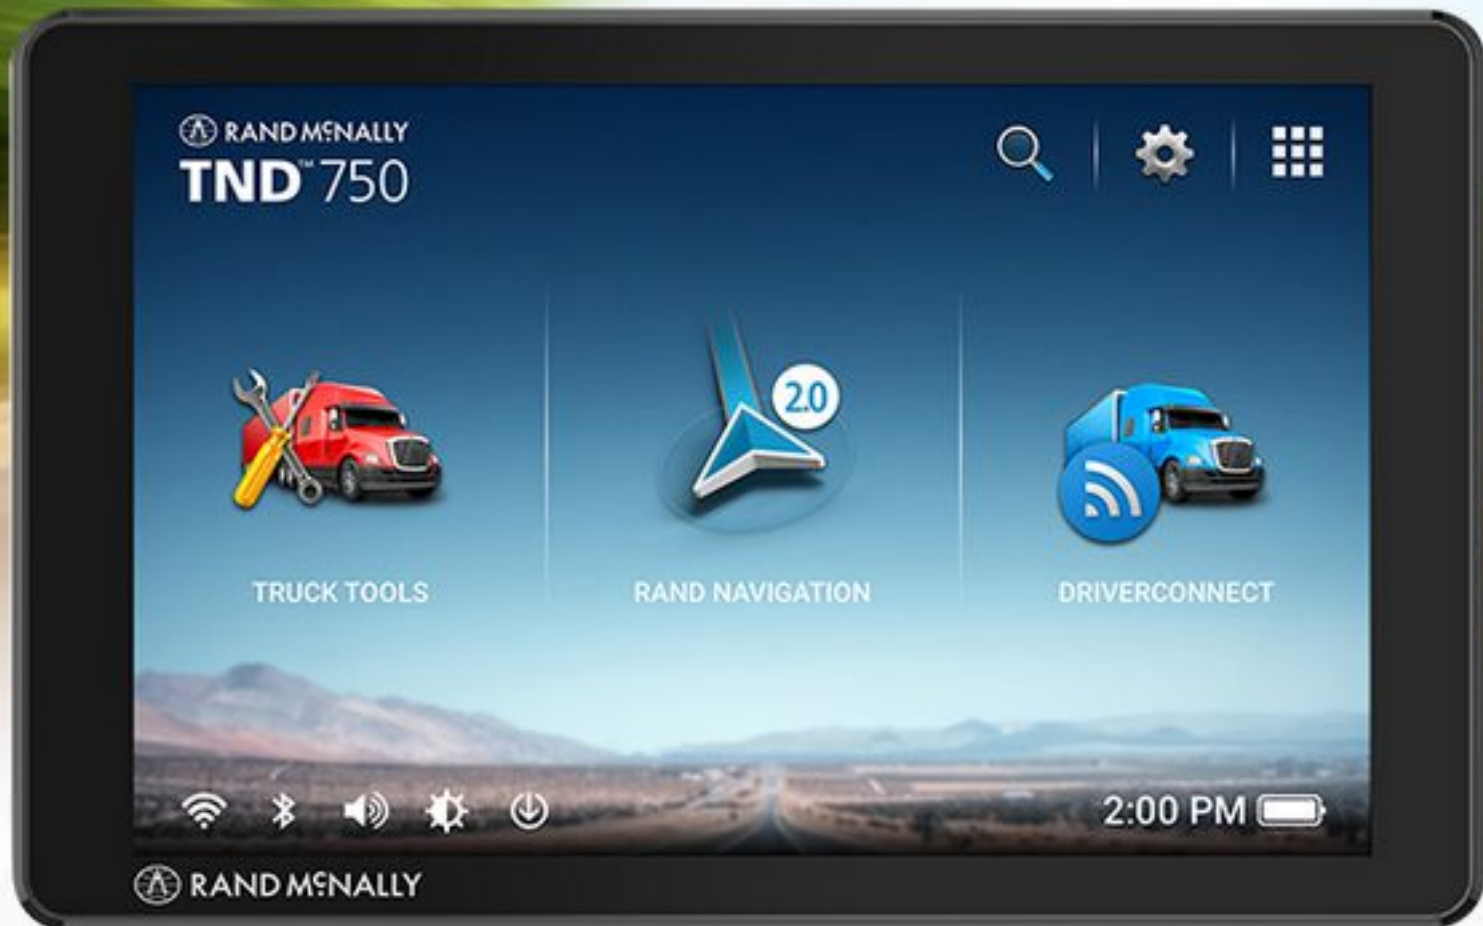 RAND MCNALLY
TND™ 750
2.0
TRUCK TOOLS
RAND NAVIGATION
DRIVERCONNECT
2:00 PM
RAND MCNALLY